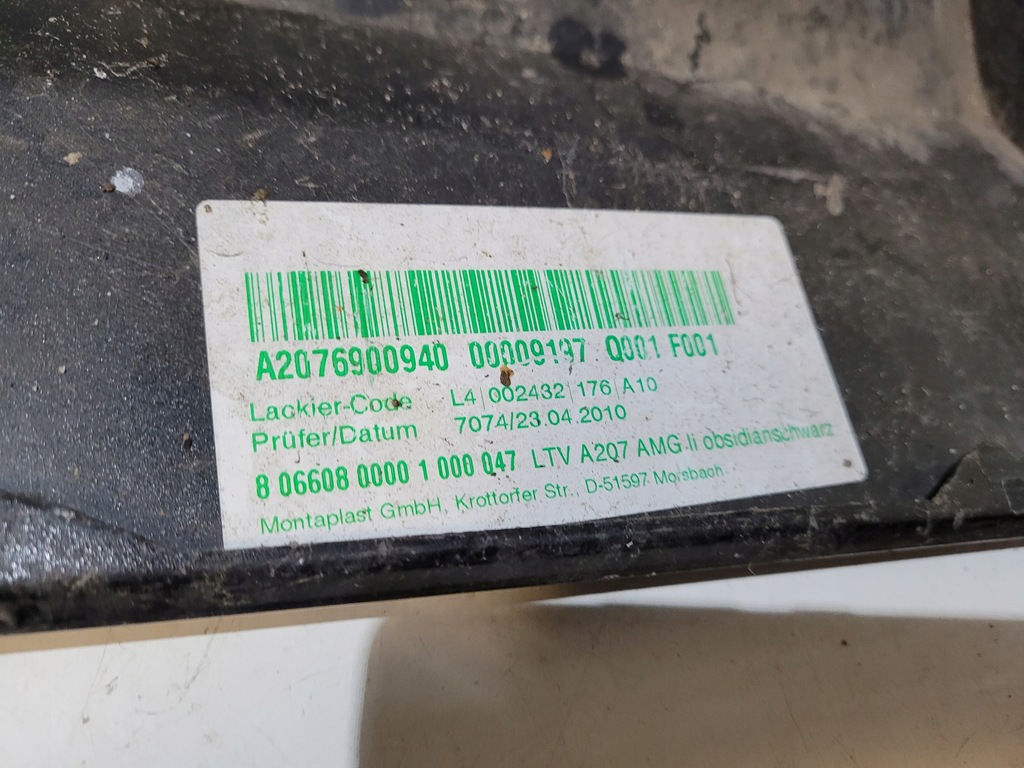 A2076900940 00009197 Q001 F001
Lackier-Code L4 002432 176 A10
Prüfer/Datum 7074/23.04.2010
8 06608 0000 1 000 047 LTV A207 AMG li obsidianschwarz
Montaplast GmbH, Krottorfer Str., D-51597 Morsbach